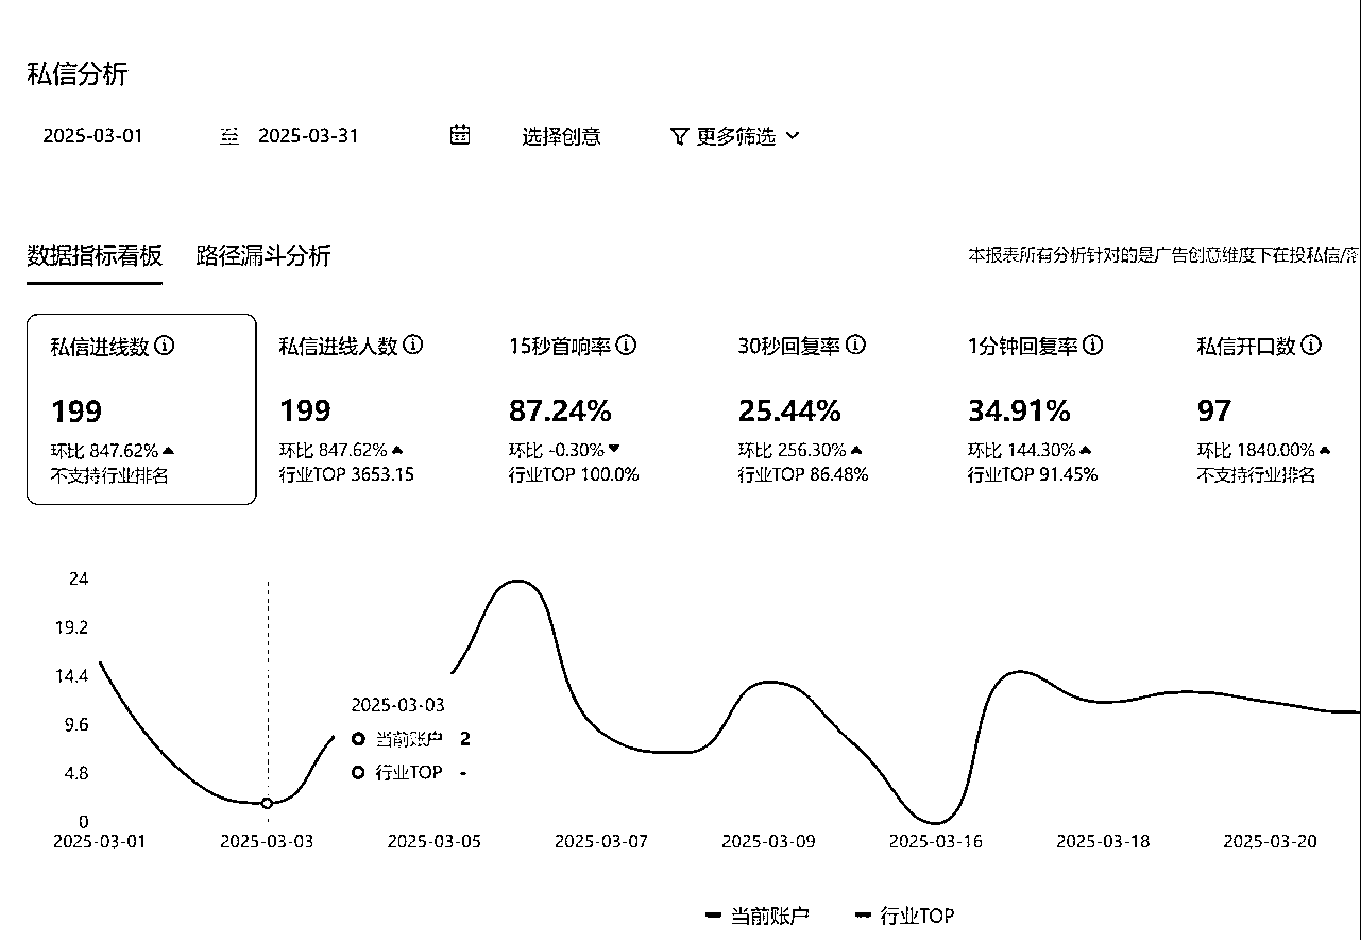 私信分析
2025-03-01 2025-03-31 选择创意 更多筛选
数据指标看板 路径漏斗分析 本报表所有分析针对的是广告创意维度下在投私信/
私信进线数 私信进线人数 15秒首响率 30秒回复率 1分钟回复率 私信开口数
199 199 87.24% 25.44% 34.91% 97
环比 847.62% 环比 847.62% 环比 -0.30% 环比 256.30% 环比 144.30% 环比 1840.00%
不支持行业排名 行业TOP 3653.15 行业TOP 100.0% 行业TOP 86.48% 行业TOP 91.45% 不支持行业排名
24
19.2
14.4
9.6
4.8
0
2025-03-03
当前账户 2
行业TOP -
2025-03-01 2025-03-03 2025-03-05 2025-03-07 2025-03-09 2025-03-16 2025-03-18 2025-03-20
当前账户 行业TOP